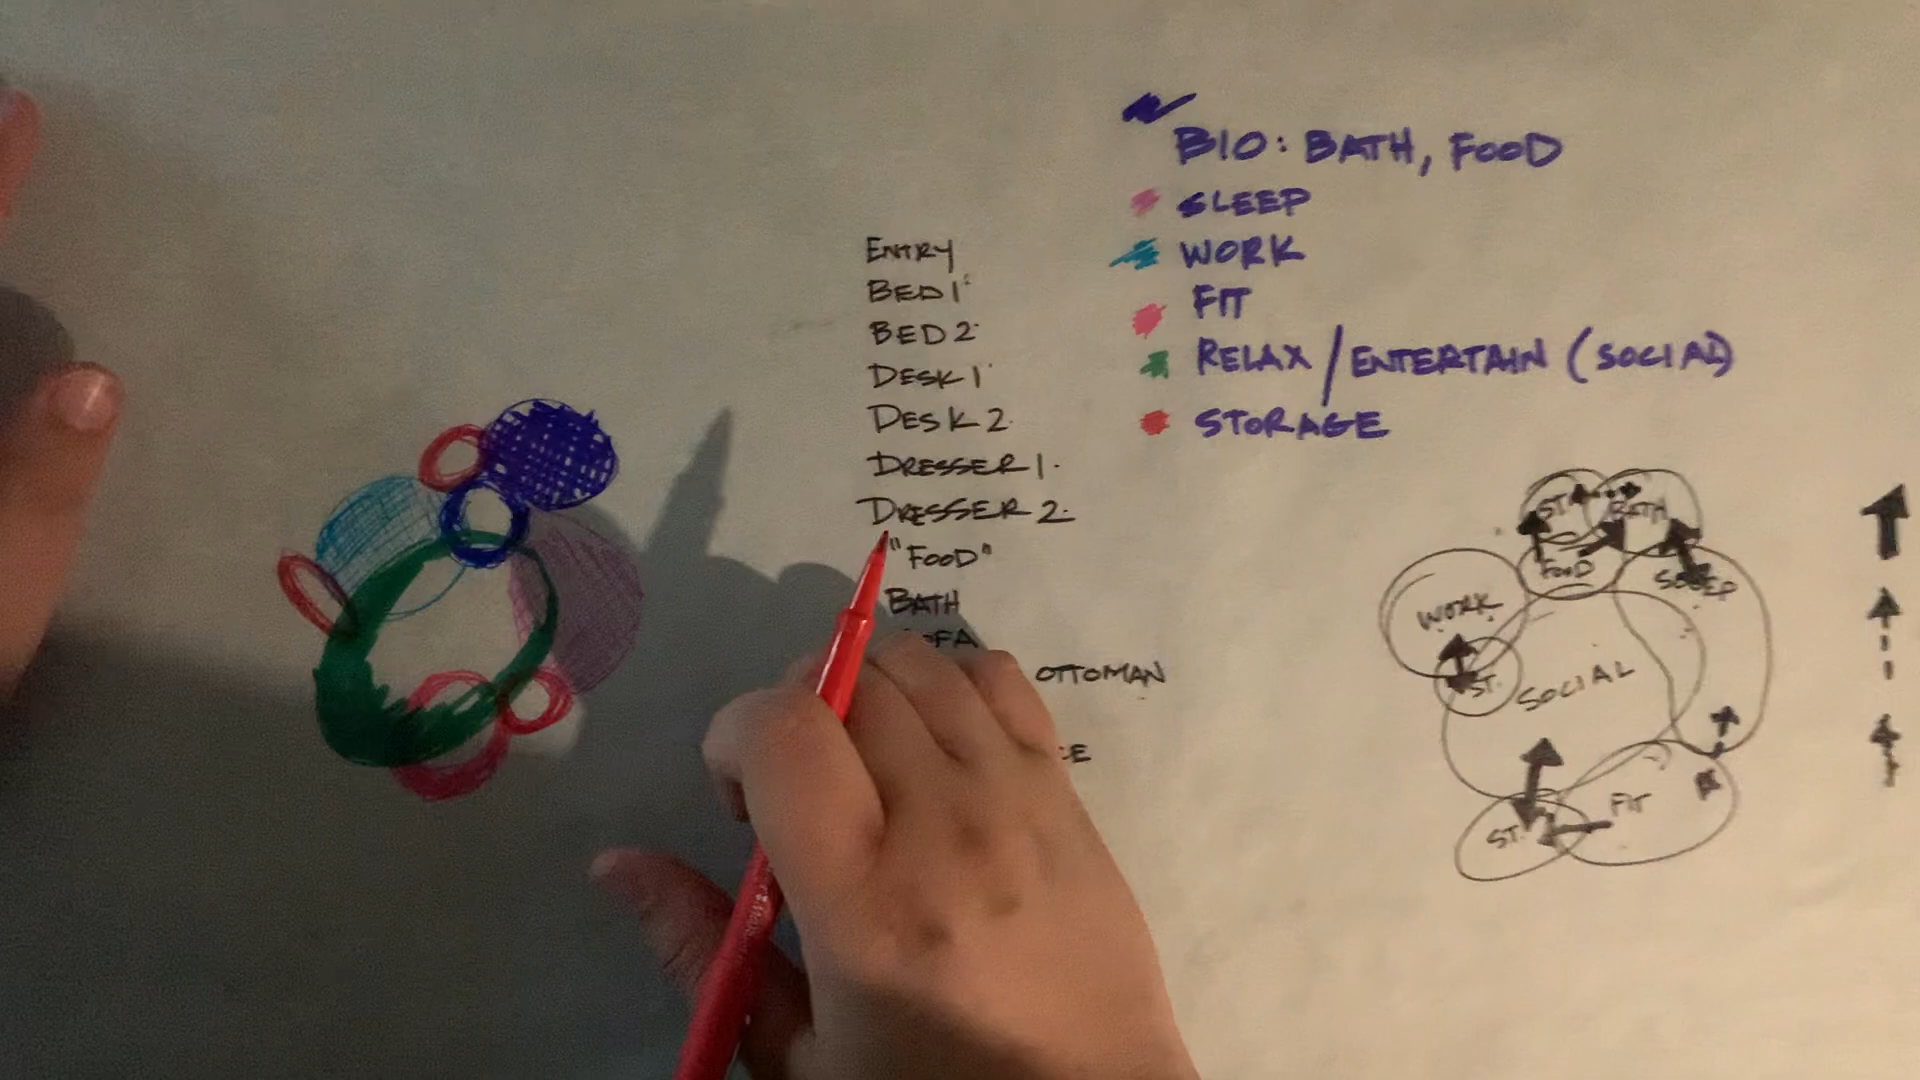 BIO: BATH, FOOD
SLEEP
WORK
FIT
RELAX / ENTERTAIN (SOCIAL)
STORAGE
ENTRY
BED 1
BED 2
DESK 1
DESK 2
DRESSER 1
DRESSER 2
"FOOD"
BATH
OTTOMAN
ST.
BATH
FOOD
SLEEP
WORK
ST.
SOCIAL
FIT
ST.